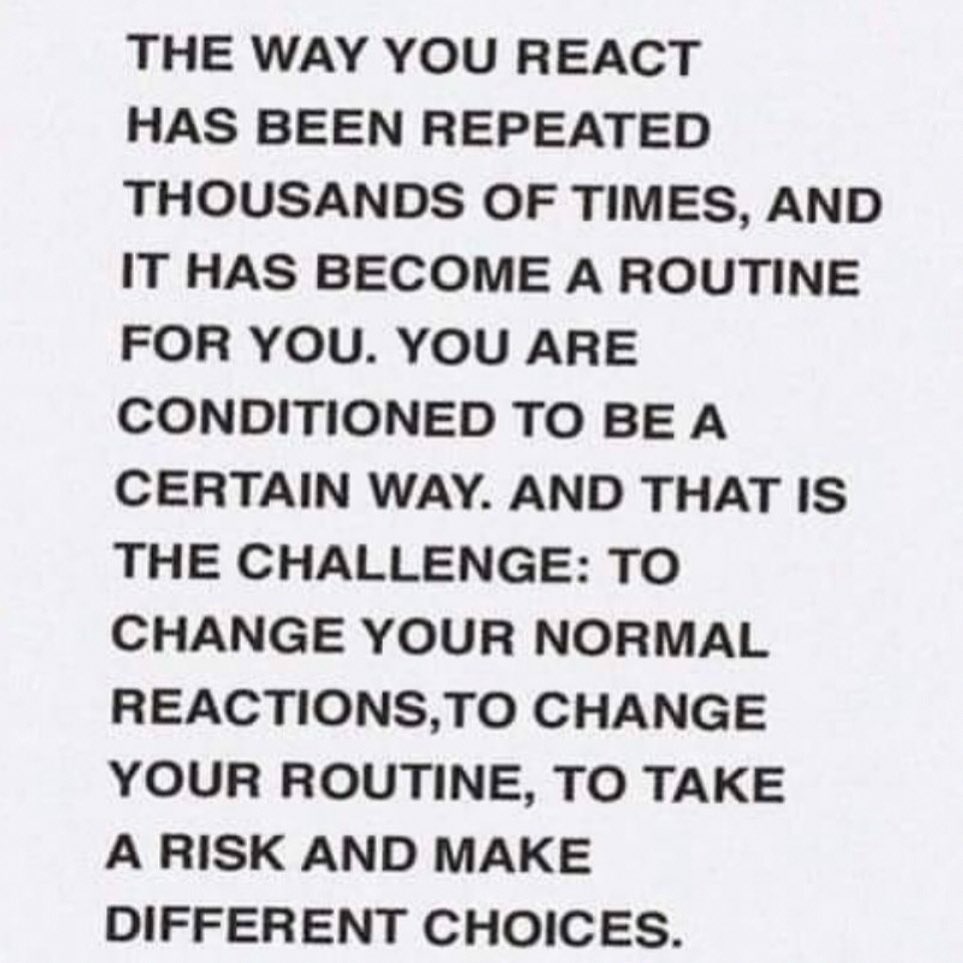 THE WAY YOU REACT
HAS BEEN REPEATED
THOUSANDS OF TIMES, AND
IT HAS BECOME A ROUTINE
FOR YOU. YOU ARE
CONDITIONED TO BE A
CERTAIN WAY. AND THAT IS
THE CHALLENGE: TO
CHANGE YOUR NORMAL
REACTIONS,TO CHANGE
YOUR ROUTINE, TO TAKE
A RISK AND MAKE
DIFFERENT CHOICES.